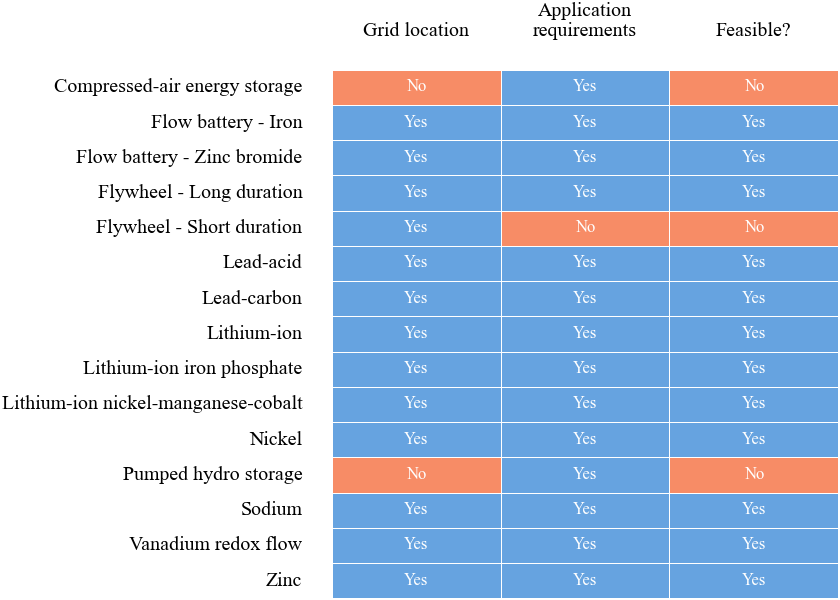 Grid location
Application
requirements
Feasible?
Compressed-air energy storage No Yes No
Flow battery - Iron Yes Yes Yes
Flow battery - Zinc bromide Yes Yes Yes
Flywheel - Long duration Yes Yes Yes
Flywheel - Short duration Yes No No
Lead-acid Yes Yes Yes
Lead-carbon Yes Yes Yes
Lithium-ion Yes Yes Yes
Lithium-ion iron phosphate Yes Yes Yes
Lithium-ion nickel-manganese-cobalt Yes Yes Yes
Nickel Yes Yes Yes
Pumped hydro storage No Yes No
Sodium Yes Yes Yes
Vanadium redox flow Yes Yes Yes
Zinc Yes Yes Yes